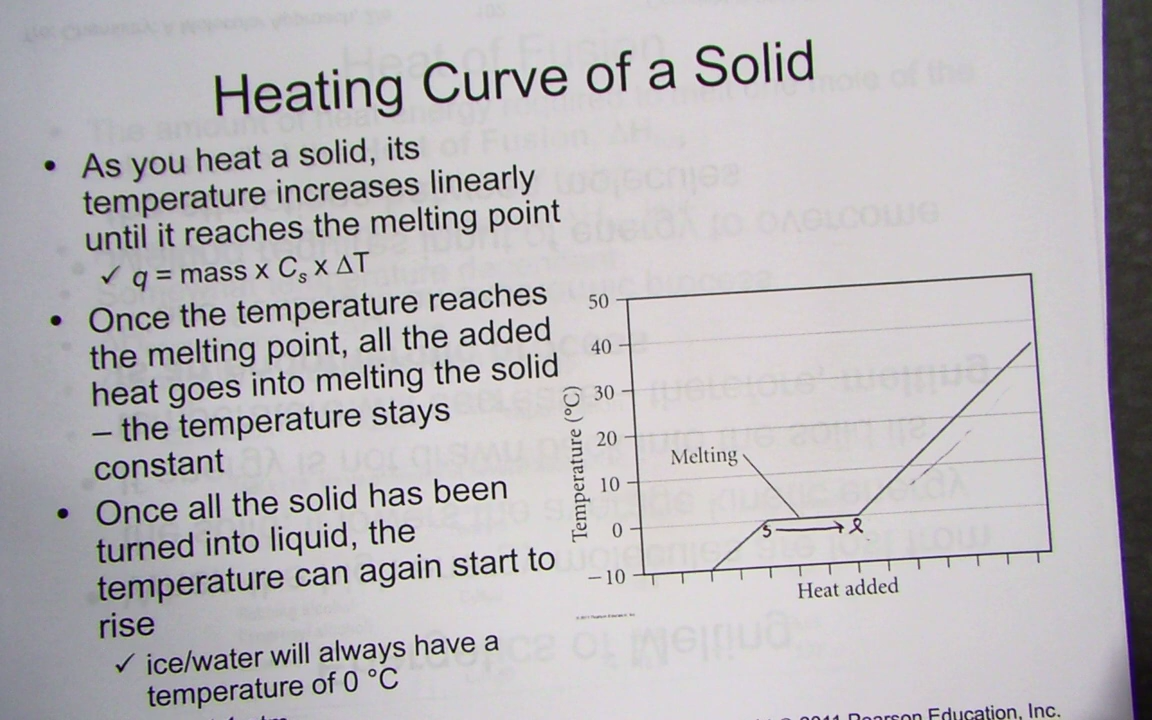 Heating Curve of a Solid
• As you heat a solid, its
temperature increases linearly
until it reaches the melting point
✓ q = mass x Cs x ΔT
• Once the temperature reaches
the melting point, all the added
heat goes into melting the solid
– the temperature stays
constant
• Once all the solid has been
turned into liquid, the
temperature can again start to
rise
✓ ice/water will always have a
temperature of 0 °C
50
40
30
20
10
0
−10
Temperature (°C)
Melting
s → l
Heat added
2011 Pearson Education, Inc.